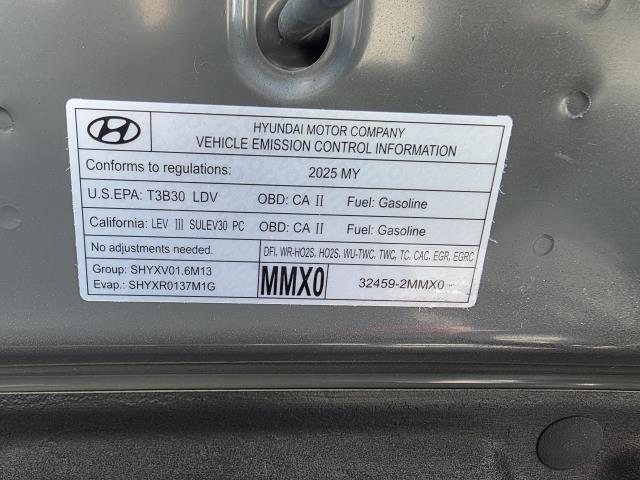 HYUNDAI MOTOR COMPANY
VEHICLE EMISSION CONTROL INFORMATION
Conforms to regulations: 2025 MY
U.S.EPA: T3B30 LDV OBD: CA II Fuel: Gasoline
California: LEV III SULEV30 PC OBD: CA II Fuel: Gasoline
No adjustments needed. DFI, WR-HO2S, HO2S, WU-TWC, TWC, TC, CAC, EGR, EGRC
Group: SHYXV01.6M13
Evap.: SHYXR0137M1G
MMX0
32459-2MMX0